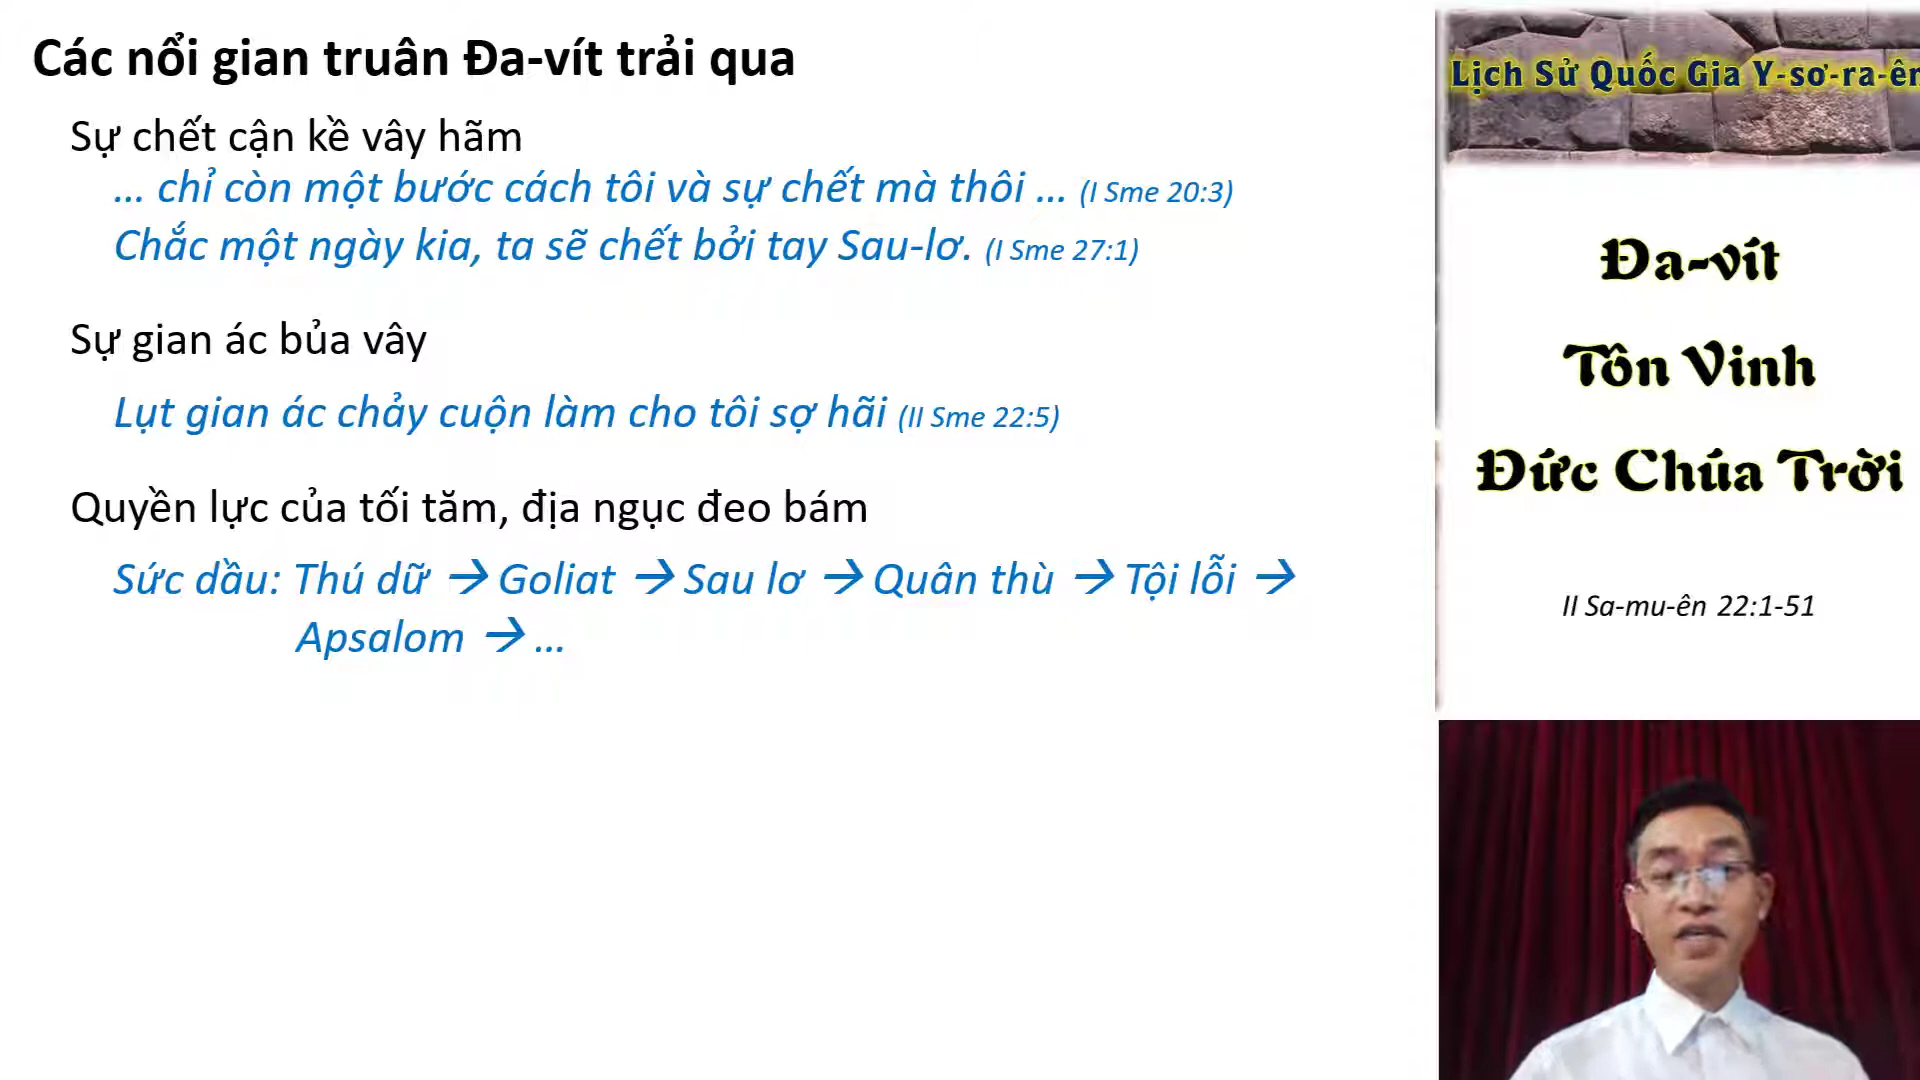 Các nổi gian truân Đa-vít trải qua
Sự chết cận kề vây hãm
... chỉ còn một bước cách tôi và sự chết mà thôi ... (I Sme 20:3)
Chắc một ngày kia, ta sẽ chết bởi tay Sau-lơ. (I Sme 27:1)
Sự gian ác bủa vây
Lụt gian ác chảy cuộn làm cho tôi sợ hãi (II Sme 22:5)
Quyền lực của tối tăm, địa ngục đeo bám
Sức dầu: Thú dữ → Goliat → Sau lơ → Quân thù → Tội lỗi →
Apsalom → ...
Lịch Sử Quốc Gia Y-sơ-ra-ên
Đa-vít
Tôn Vinh
Đức Chúa Trời
II Sa-mu-ên 22:1-51